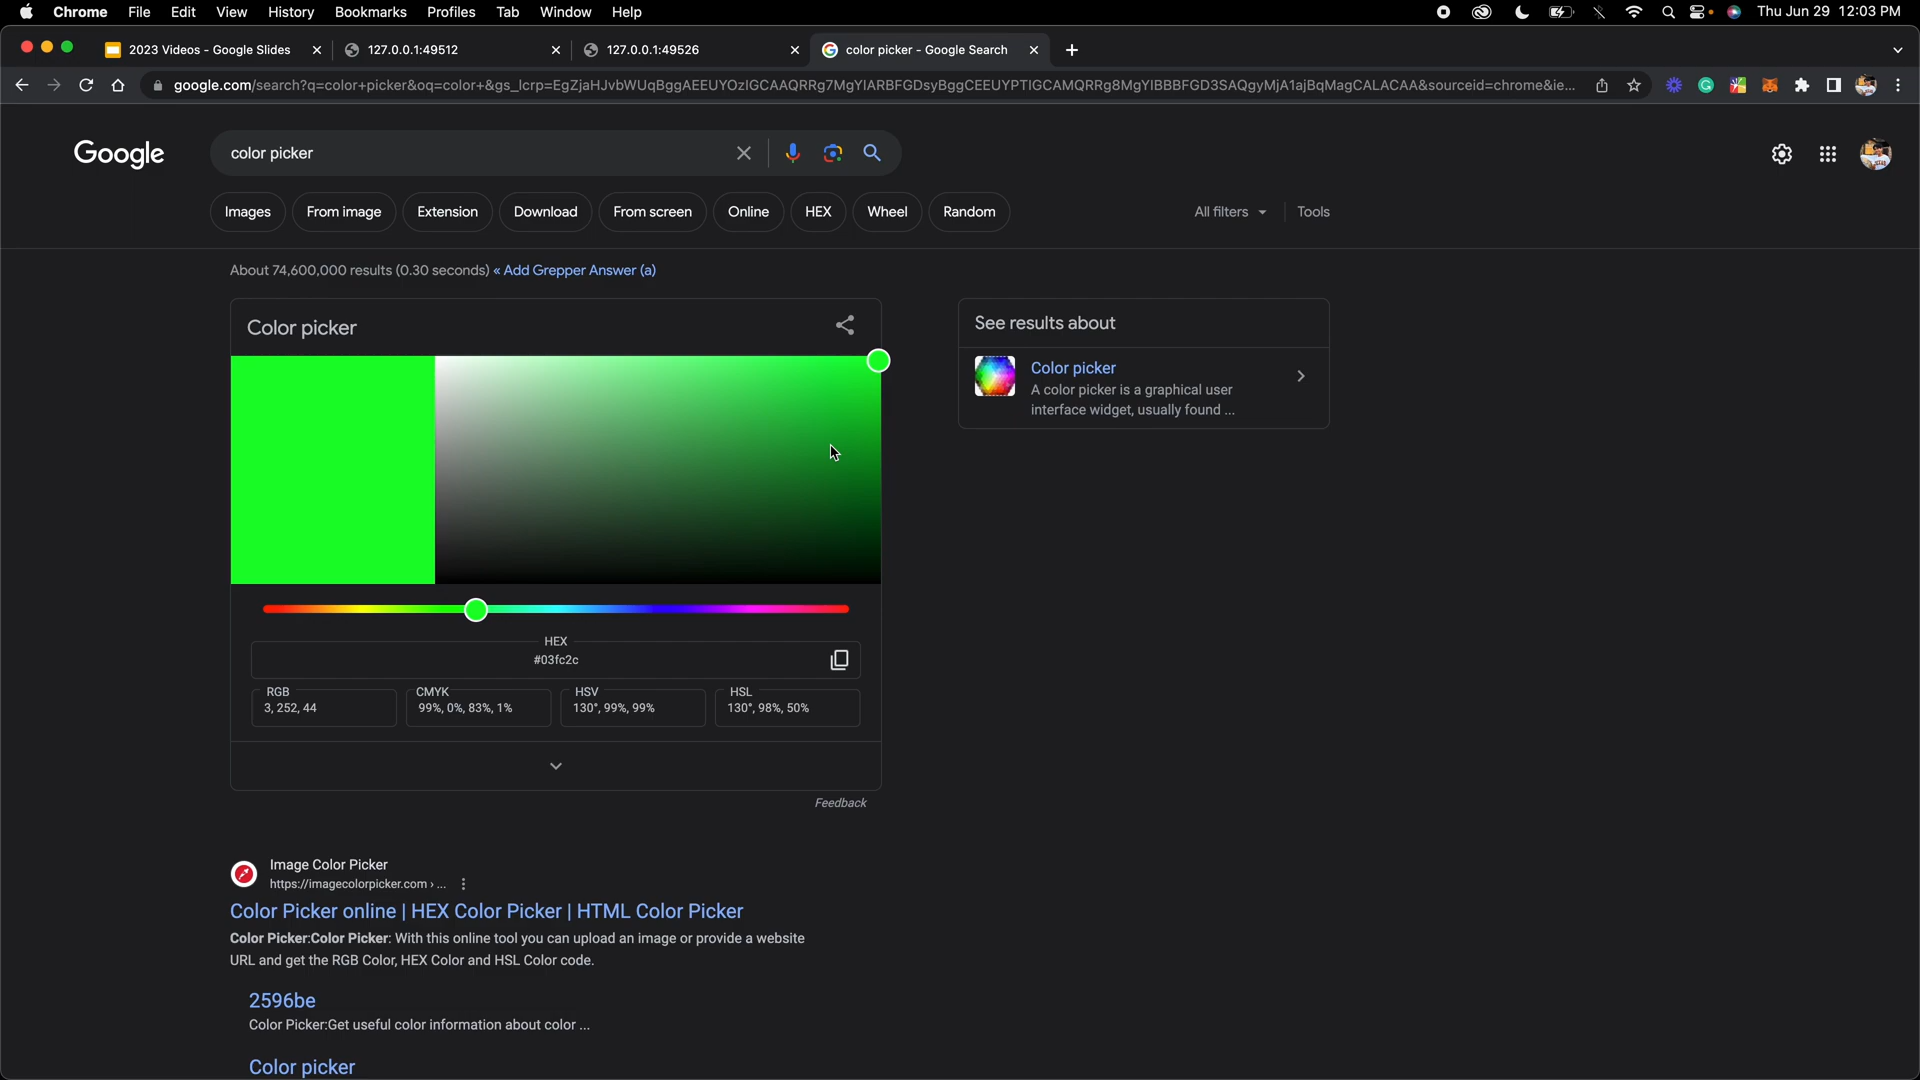 Chrome File Edit View History Bookmarks Profiles Tab Window Help Thu Jun 29 12:03 PM
2023 Videos - Google Slides 127.0.0.1:49512 127.0.0.1:49526 color picker - Google Search
google.com/search?q=color+picker&oq=color+&gs_lcrp=EgZjaHJvbWUqBggAEEUYOzIGCAAQRRg7MgYIARBFGDsyBggCEEUYPTIGCAMQRRg8MgYIBBBFGD3SAQgyMjA1ajBqMagCALACAA&sourceid=chrome&ie...
Google color picker
Images From image Extension Download From screen Online HEX Wheel Random All filters Tools
About 74,600,000 results (0.30 seconds) « Add Grepper Answer (a)
Color picker
See results about
Color picker
A color picker is a graphical user
interface widget, usually found ...
HEX
#03fc2c
RGB CMYK HSV HSL
3, 252, 44 99%, 0%, 83%, 1% 130°, 99%, 99% 130°, 98%, 50%
Feedback
Image Color Picker
https://imagecolorpicker.com › ...
Color Picker online | HEX Color Picker | HTML Color Picker
Color Picker:Color Picker: With this online tool you can upload an image or provide a website
URL and get the RGB Color, HEX Color and HSL Color code.
2596be
Color Picker:Get useful color information about color ...
Color picker